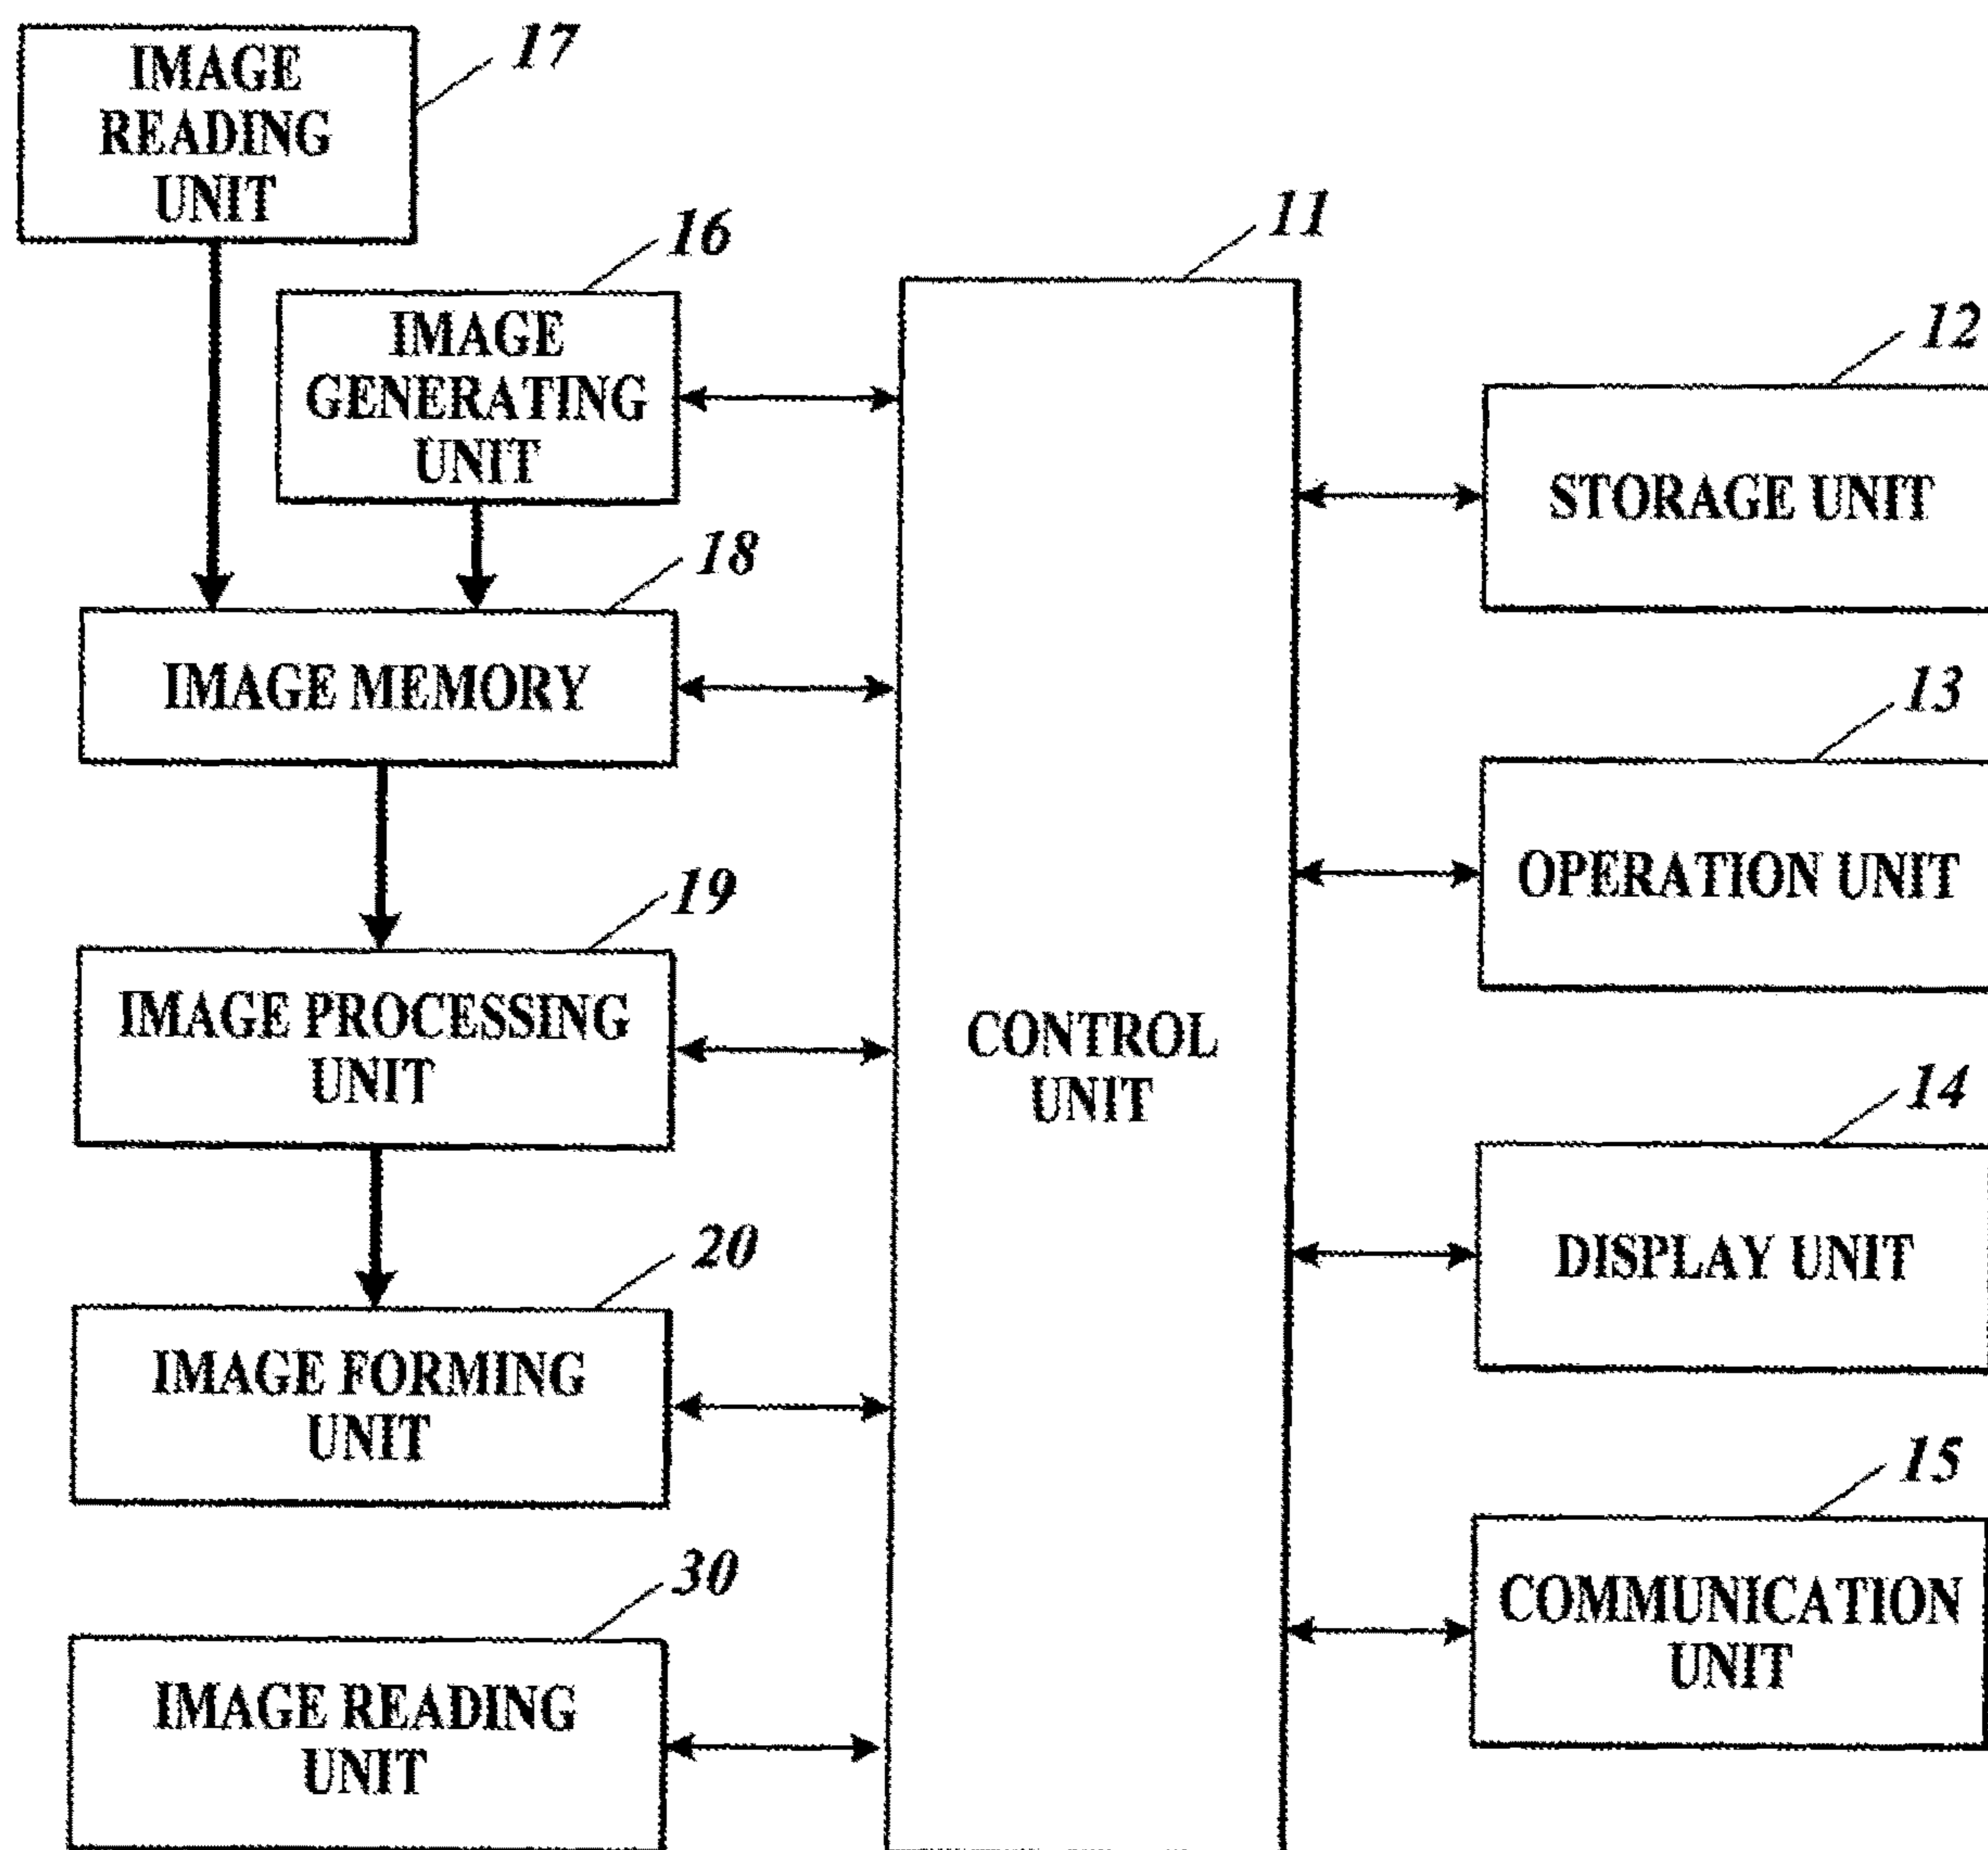 17
IMAGE
READING
UNIT
16
IMAGE
GENERATING
UNIT
18
IMAGE MEMORY
19
IMAGE PROCESSING
UNIT
20
IMAGE FORMING
UNIT
30
IMAGE READING
UNIT
11
CONTROL
UNIT
12
STORAGE UNIT
13
OPERATION UNIT
14
DISPLAY UNIT
15
COMMUNICATION
UNIT